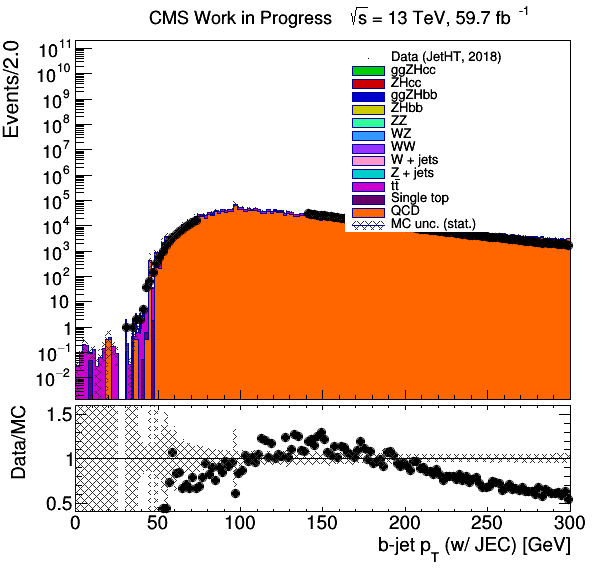 CMS Work in Progress √s = 13 TeV, 59.7 fb⁻¹
Events/2.0
10¹¹
10¹⁰
10⁹
10⁸
10⁷
10⁶
10⁵
10⁴
10³
10²
10
1
10⁻¹
10⁻²
Data (JetHT, 2018)
ggZHcc
ZHcc
ggZHbb
ZHbb
ZZ
WZ
WW
W + jets
Z + jets
tt̄
Single top
QCD
MC unc. (stat.)
Data/MC
1.5
1
0.5
0 50 100 150 200 250 300
b-jet p_T (w/ JEC) [GeV]